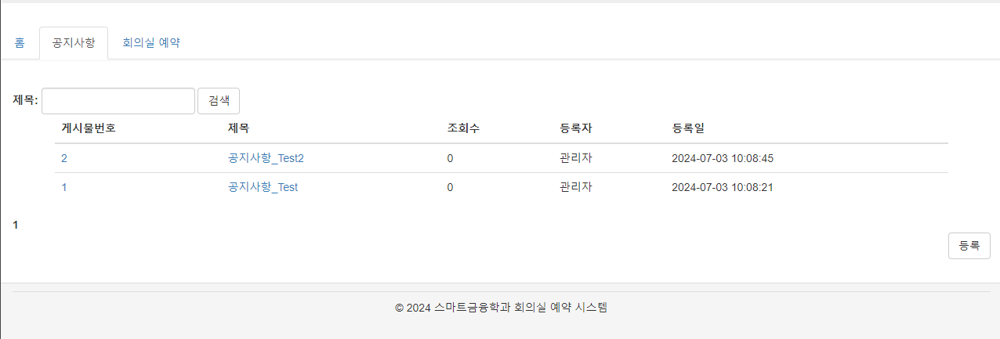 홈 공지사항 회의실 예약
제목: 검색
게시물번호 제목 조회수 등록자 등록일
2 공지사항_Test2 0 관리자 2024-07-03 10:08:45
1 공지사항_Test 0 관리자 2024-07-03 10:08:21
1
등록
© 2024 스마트금융학과 회의실 예약 시스템